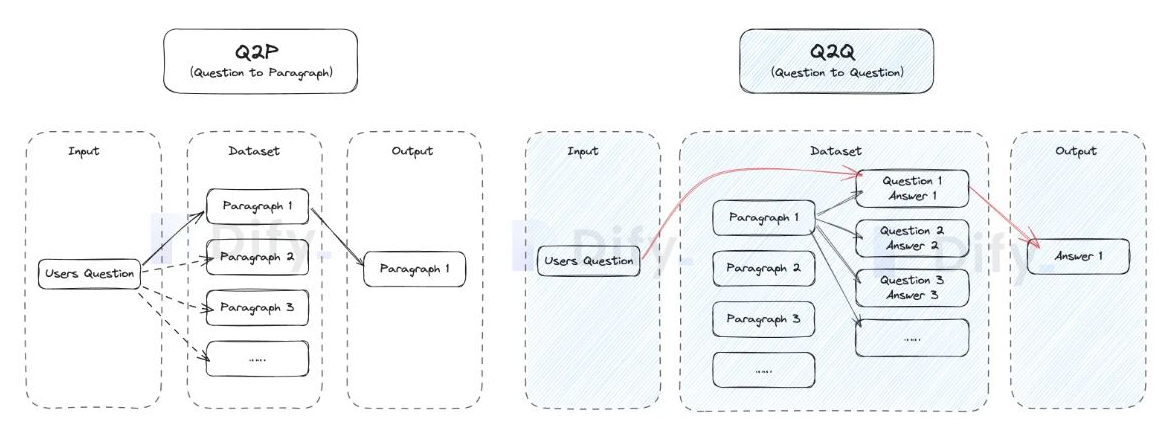 Q2P
(Question to Paragraph)
Input
Dataset
Output
Users Question
Paragraph 1
Paragraph 2
Paragraph 3
......
Paragraph 1
Q2Q
(Question to Question)
Input
Dataset
Output
Users Question
Paragraph 1
Paragraph 2
Paragraph 3
......
Question 1
Answer 1
Question 2
Answer 2
Question 3
Answer 3
......
Answer 1
Dify.
Dify.
Dify.